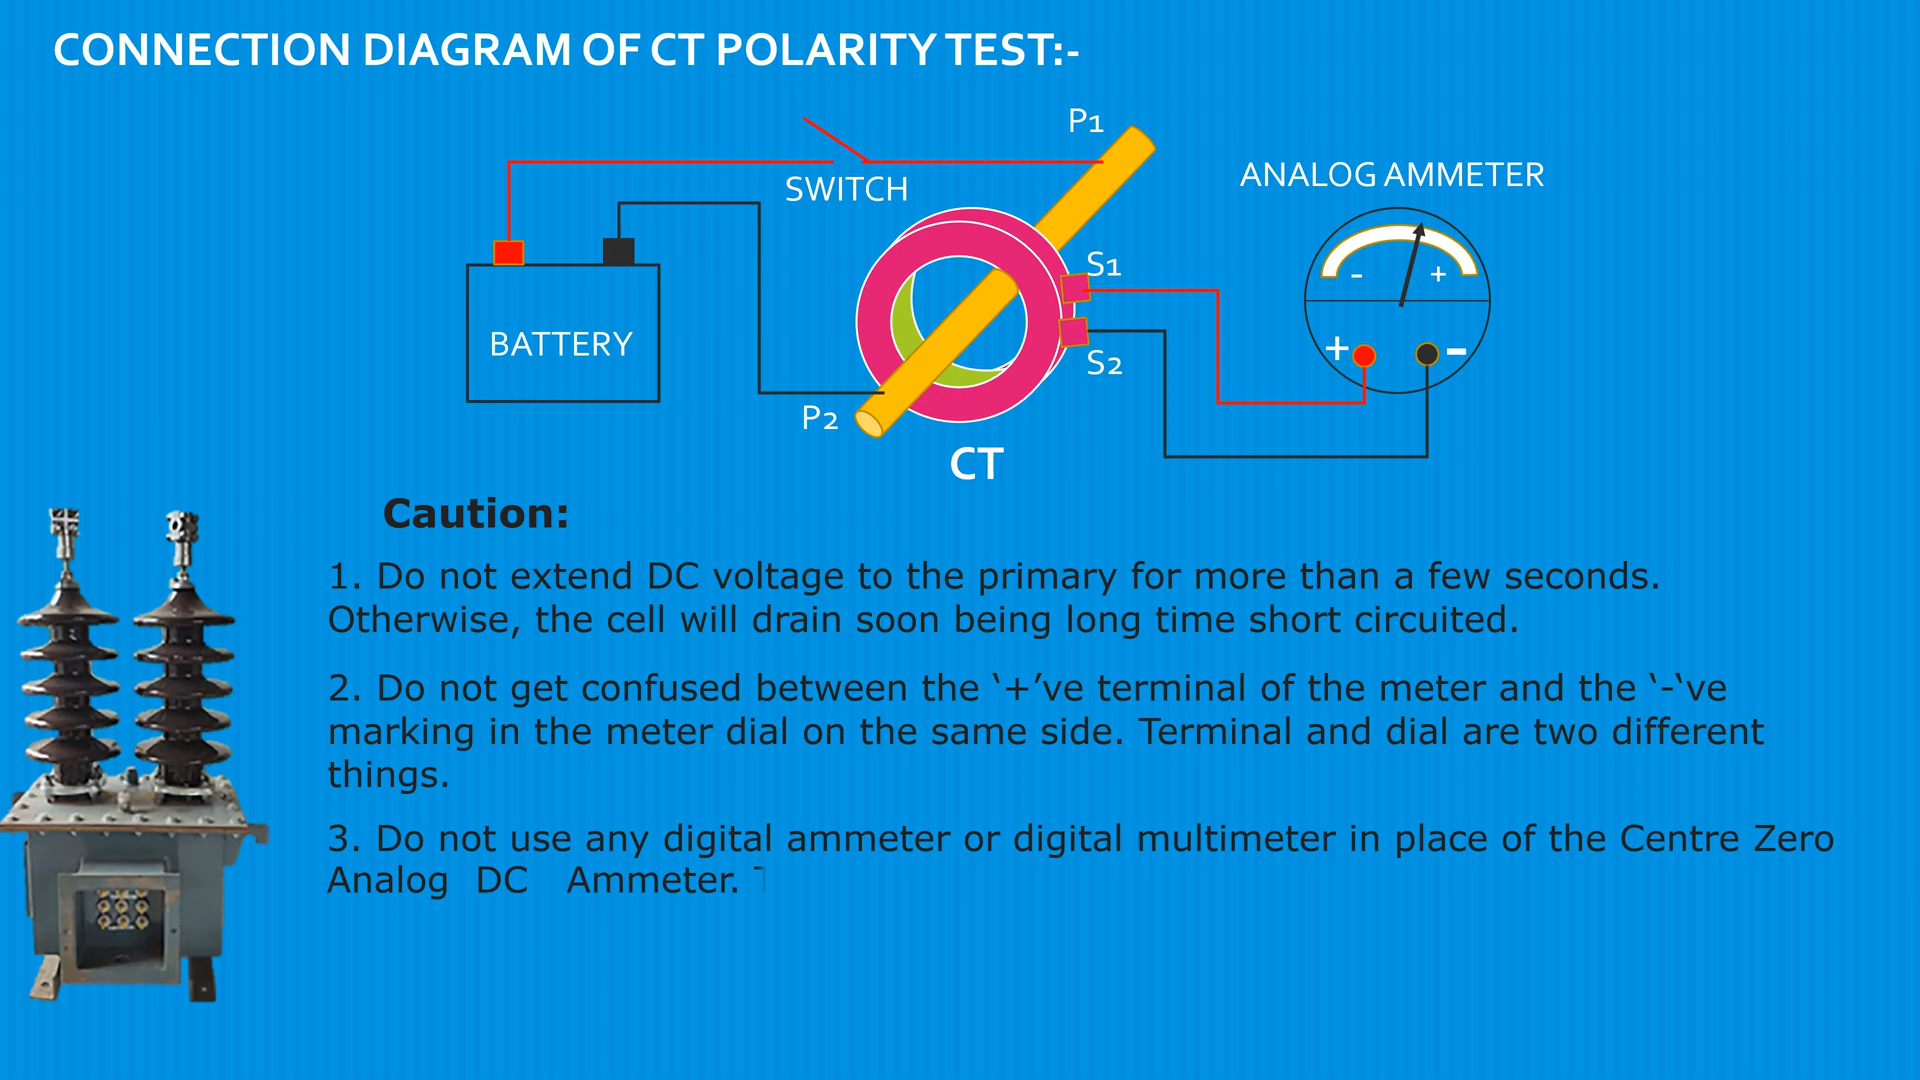 CONNECTION DIAGRAM OF CT POLARITY TEST:-
P1
ANALOG AMMETER
SWITCH
S1
- +
BATTERY
+ -
S2
P2
CT
Caution:
1. Do not extend DC voltage to the primary for more than a few seconds.
Otherwise, the cell will drain soon being long time short circuited.
2. Do not get confused between the ‘+’ve terminal of the meter and the ‘-‘ve
marking in the meter dial on the same side. Terminal and dial are two different
things.
3. Do not use any digital ammeter or digital multimeter in place of the Centre Zero
Analog DC Ammeter.